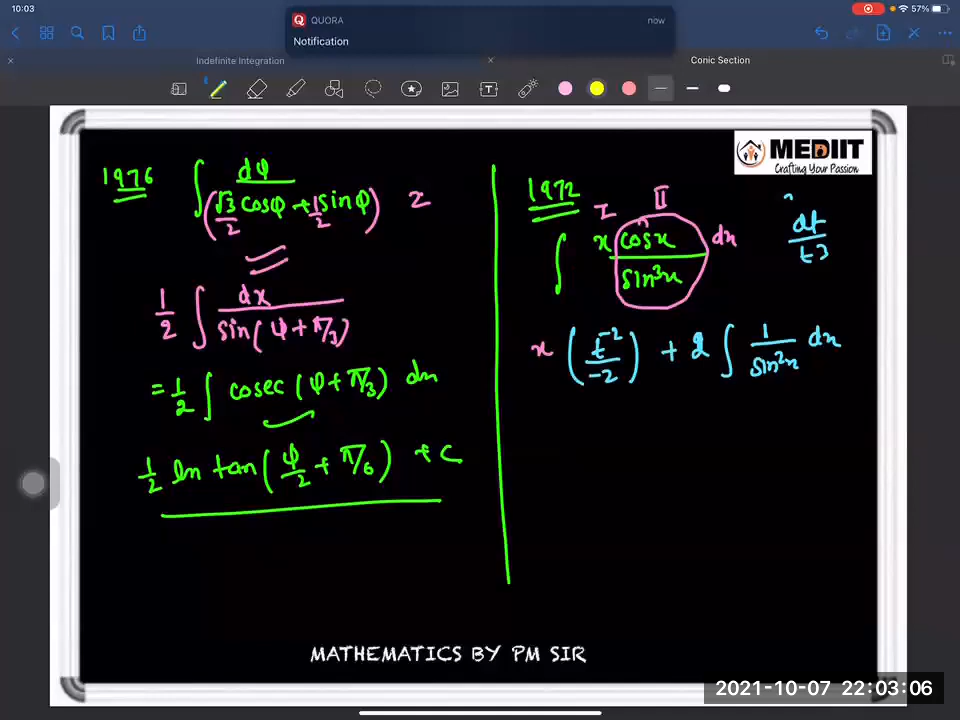 10:03
QUORA
now
57%
Notification
Indefinite Integration
Conic Section
MEDIIT
Crafting Your Passion
1976 ∫ dφ / (√3/2 cosφ + 1/2 sinφ) 2
1/2 ∫ dx / sin(φ + π/3)
= 1/2 ∫ cosec(φ + π/3) dx
1/2 ln tan(φ/2 + π/6) + c
1972
I II
∫ x cosx / sin³x dx
dt / t3
x (t⁻² / -2) + 2 ∫ 1 / sin²x dx
MATHEMATICS BY PM SIR
2021-10-07 22:03:06